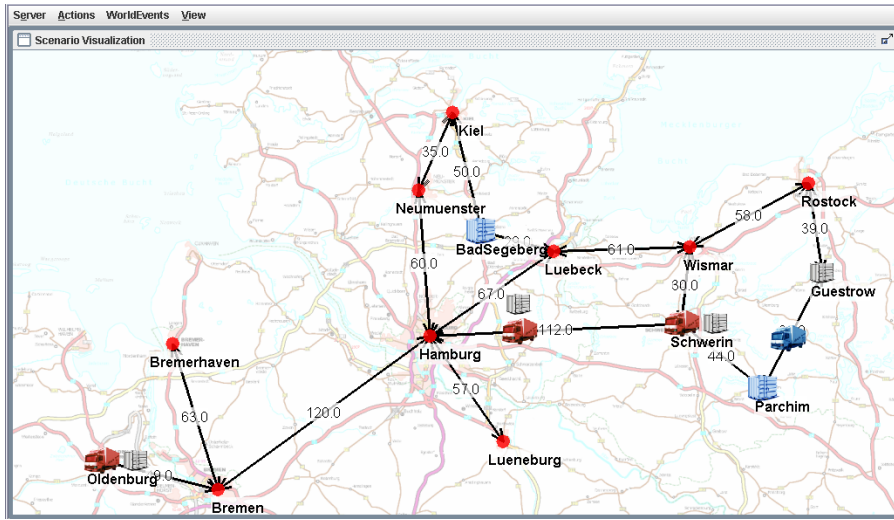 Server Actions WorldEvents View
Scenario Visualization
Kiel
35.0
50.0
Neumuenster
Rostock
58.0
39.0
BadSegeberg
Luebeck
61.0
Wismar
60.0
67.0
30.0
Guestrow
112.0
Hamburg
Schwerin
44.0
Bremerhaven
57.0
Parchim
63.0
120.0
Lueneburg
Oldenburg
Bremen